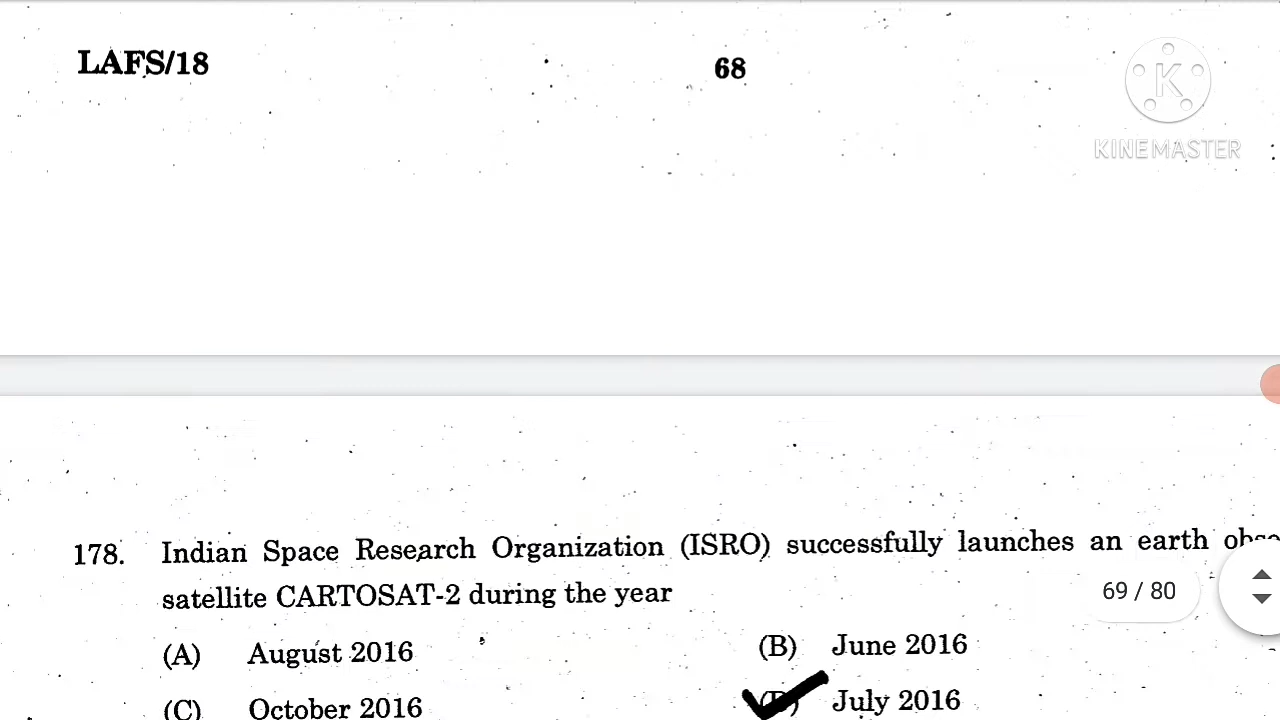 LAFS/18
68
K
KINEMASTER
178. Indian Space Research Organization (ISRO) successfully launches an earth
satellite CARTOSAT-2 during the year
69 / 80
(A) August 2016
(B) June 2016
(C) October 2016
(D) July 2016